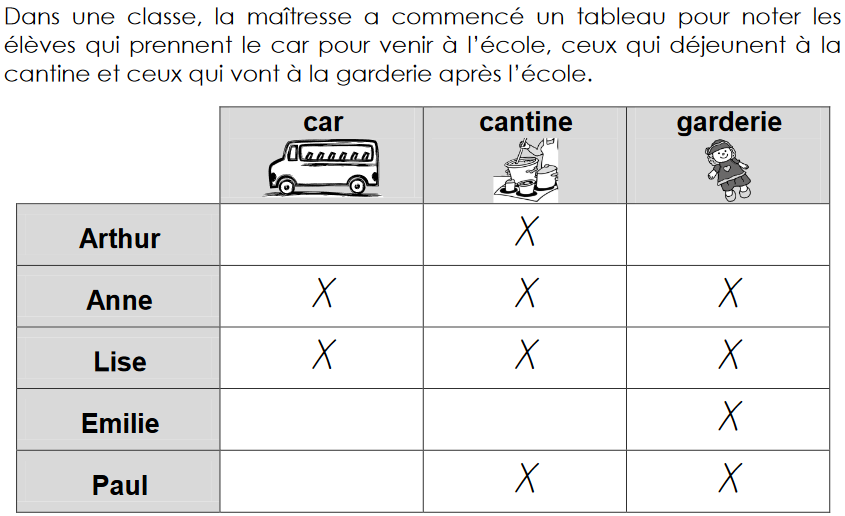 Dans une classe, la maîtresse a commencé un tableau pour noter les
élèves qui prennent le car pour venir à l'école, ceux qui déjeunent à la
cantine et ceux qui vont à la garderie après l'école.
car cantine garderie
Arthur X
Anne X X X
Lise X X X
Emilie X
Paul X X